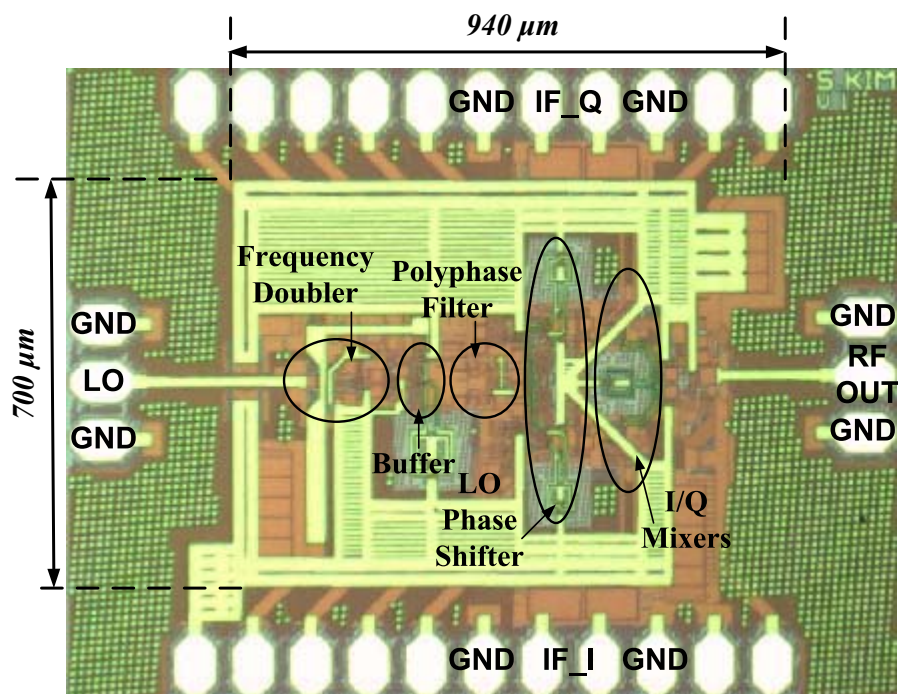 940 µm
S KIM
GND IF_Q GND
V 1
700 µm
Frequency
Doubler
Polyphase
Filter
GND
LO
GND
GND
RF
OUT
GND
Buffer
LO
Phase
Shifter
I/Q
Mixers
GND IF_I GND